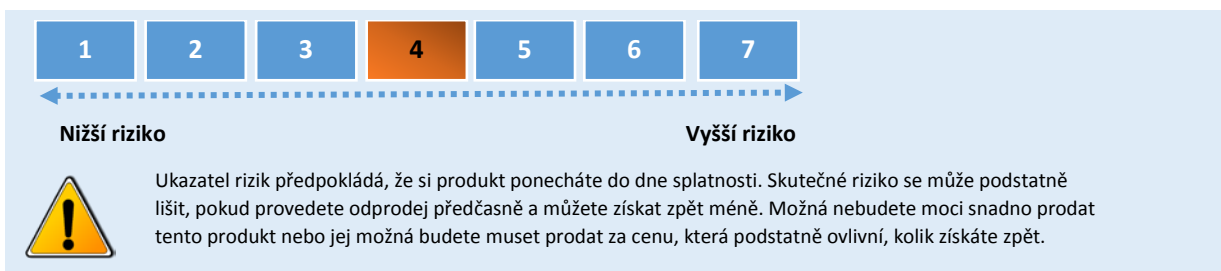 1 2 3 4 5 6 7
Nižší riziko Vyšší riziko
Ukazatel rizik předpokládá, že si produkt ponecháte do dne splatnosti. Skutečné riziko se může podstatně
lišit, pokud provedete odprodej předčasně a můžete získat zpět méně. Možná nebudete moci snadno prodat
tento produkt nebo jej možná budete muset prodat za cenu, která podstatně ovlivní, kolik získáte zpět.